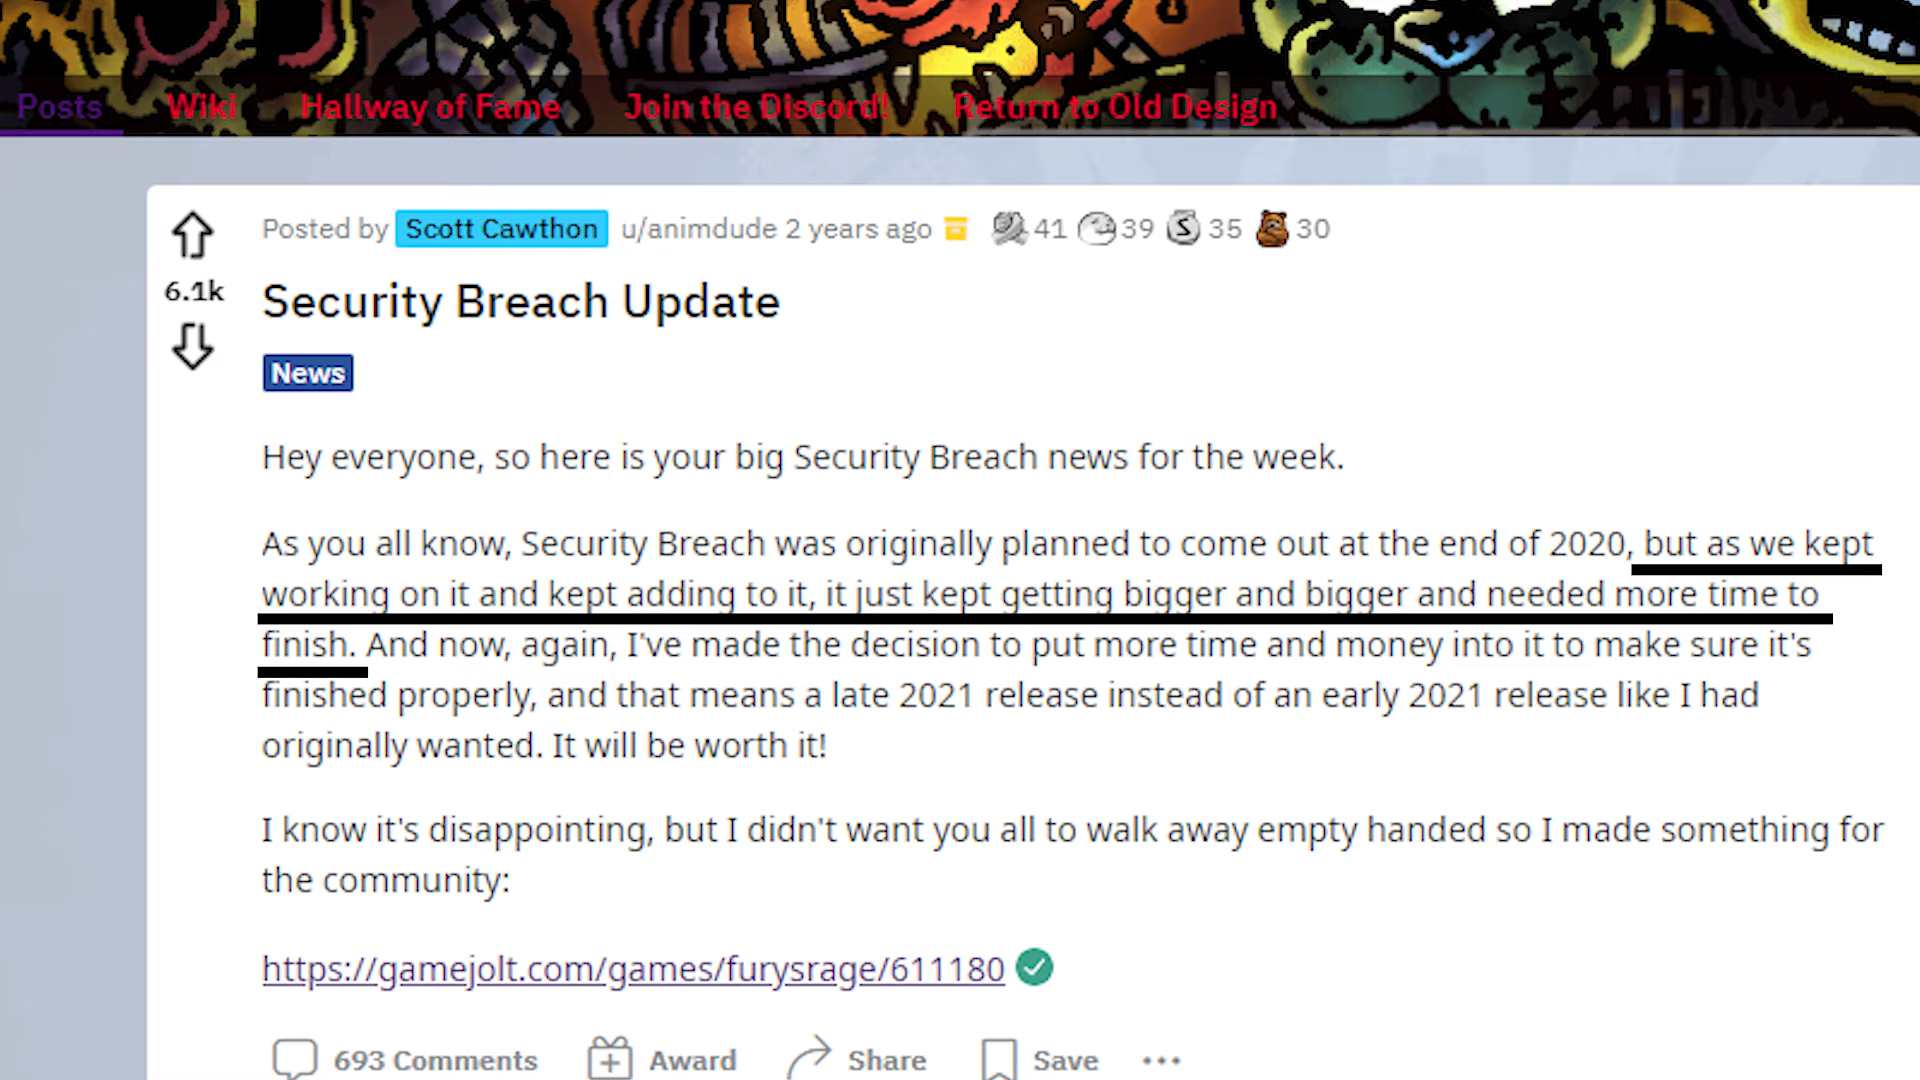 Posts Wiki Hallway of Fame Join the Discord! Return to Old Design
Posted by Scott Cawthon u/animdude 2 years ago 41 39 S 35 30
6.1k
Security Breach Update
News
Hey everyone, so here is your big Security Breach news for the week.
As you all know, Security Breach was originally planned to come out at the end of 2020, but as we kept
working on it and kept adding to it, it just kept getting bigger and bigger and needed more time to
finish. And now, again, I've made the decision to put more time and money into it to make sure it's
finished properly, and that means a late 2021 release instead of an early 2021 release like I had
originally wanted. It will be worth it!
I know it's disappointing, but I didn't want you all to walk away empty handed so I made something for
the community:
https://gamejolt.com/games/furysrage/611180
693 Comments Award Share Save